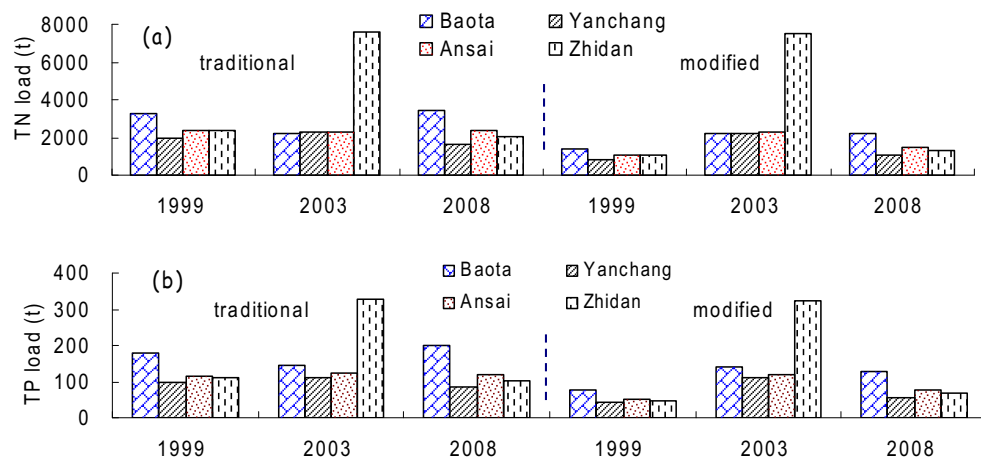 (a)
TN load (t)
8000
6000
4000
2000
0
Baota Yanchang
Ansai Zhidan
traditional modified
1999 2003 2008 1999 2003 2008
(b)
TP load (t)
400
300
200
100
0
Baota Yanchang
Ansai Zhidan
traditional modified
1999 2003 2008 1999 2003 2008